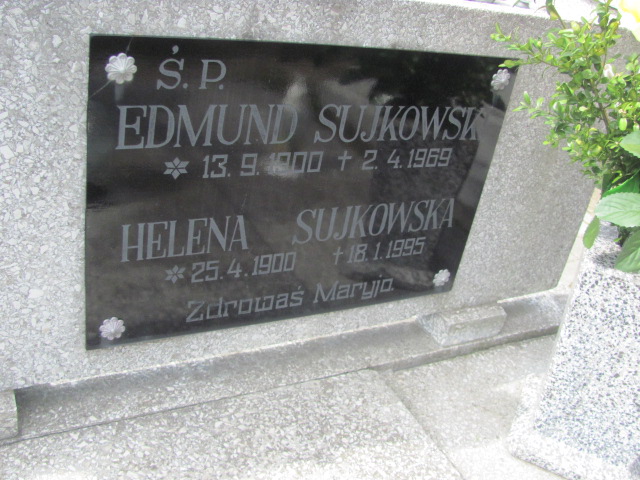 Ś. P.
EDMUND SUJKOWSKI
* 13. 9. 1900 † 2. 4. 1969
HELENA SUJKOWSKA
* 25. 4. 1900 † 18. 1. 1995
Zdrowaś Maryjo